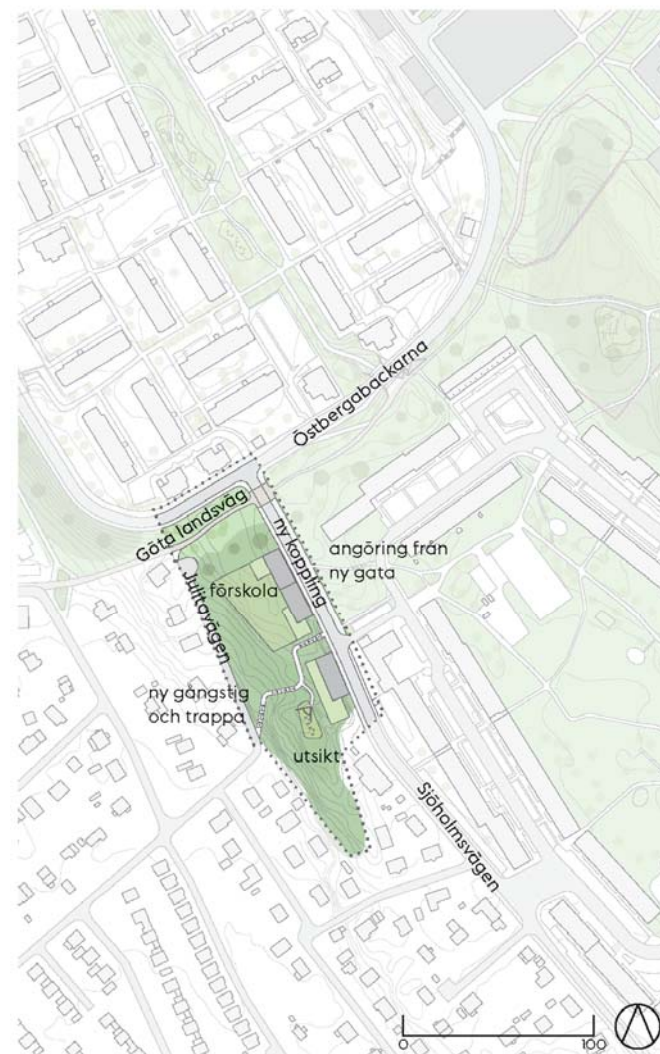 Östbergabackarna
Göta landsväg
ny koppling
angöring från
ny gata
förskola
Julitavägen
ny gångstig
och trappa
utsikt
Sjöholmsvägen
0
100